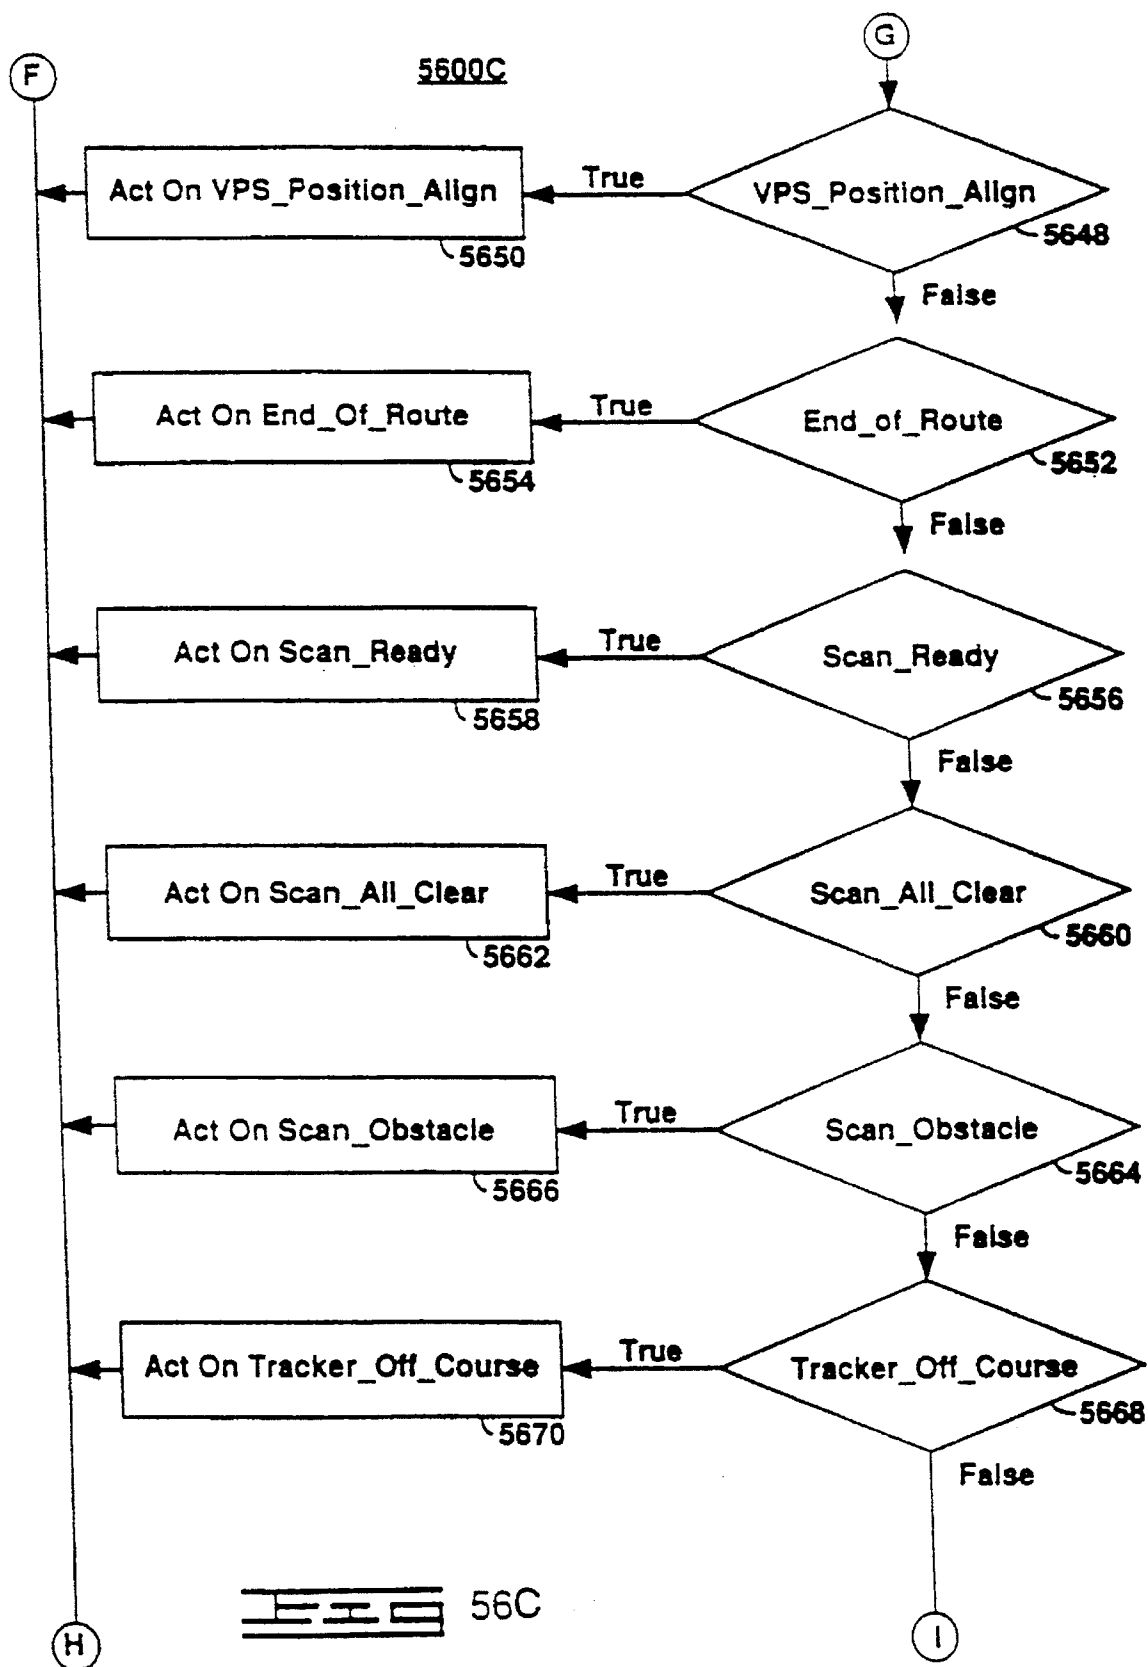 G
F
5600C
Act On VPS_Position_Align
True
VPS_Position_Align
5650
5648
False
Act On End_Of_Route
True
End_of_Route
5654
5652
False
Act On Scan_Ready
True
Scan_Ready
5658
5656
False
Act On Scan_All_Clear
True
Scan_All_Clear
5662
5660
False
Act On Scan_Obstacle
True
Scan_Obstacle
5666
5664
False
Act On Tracker_Off_Course
True
Tracker_Off_Course
5670
5668
False
FIG 56C
H
I